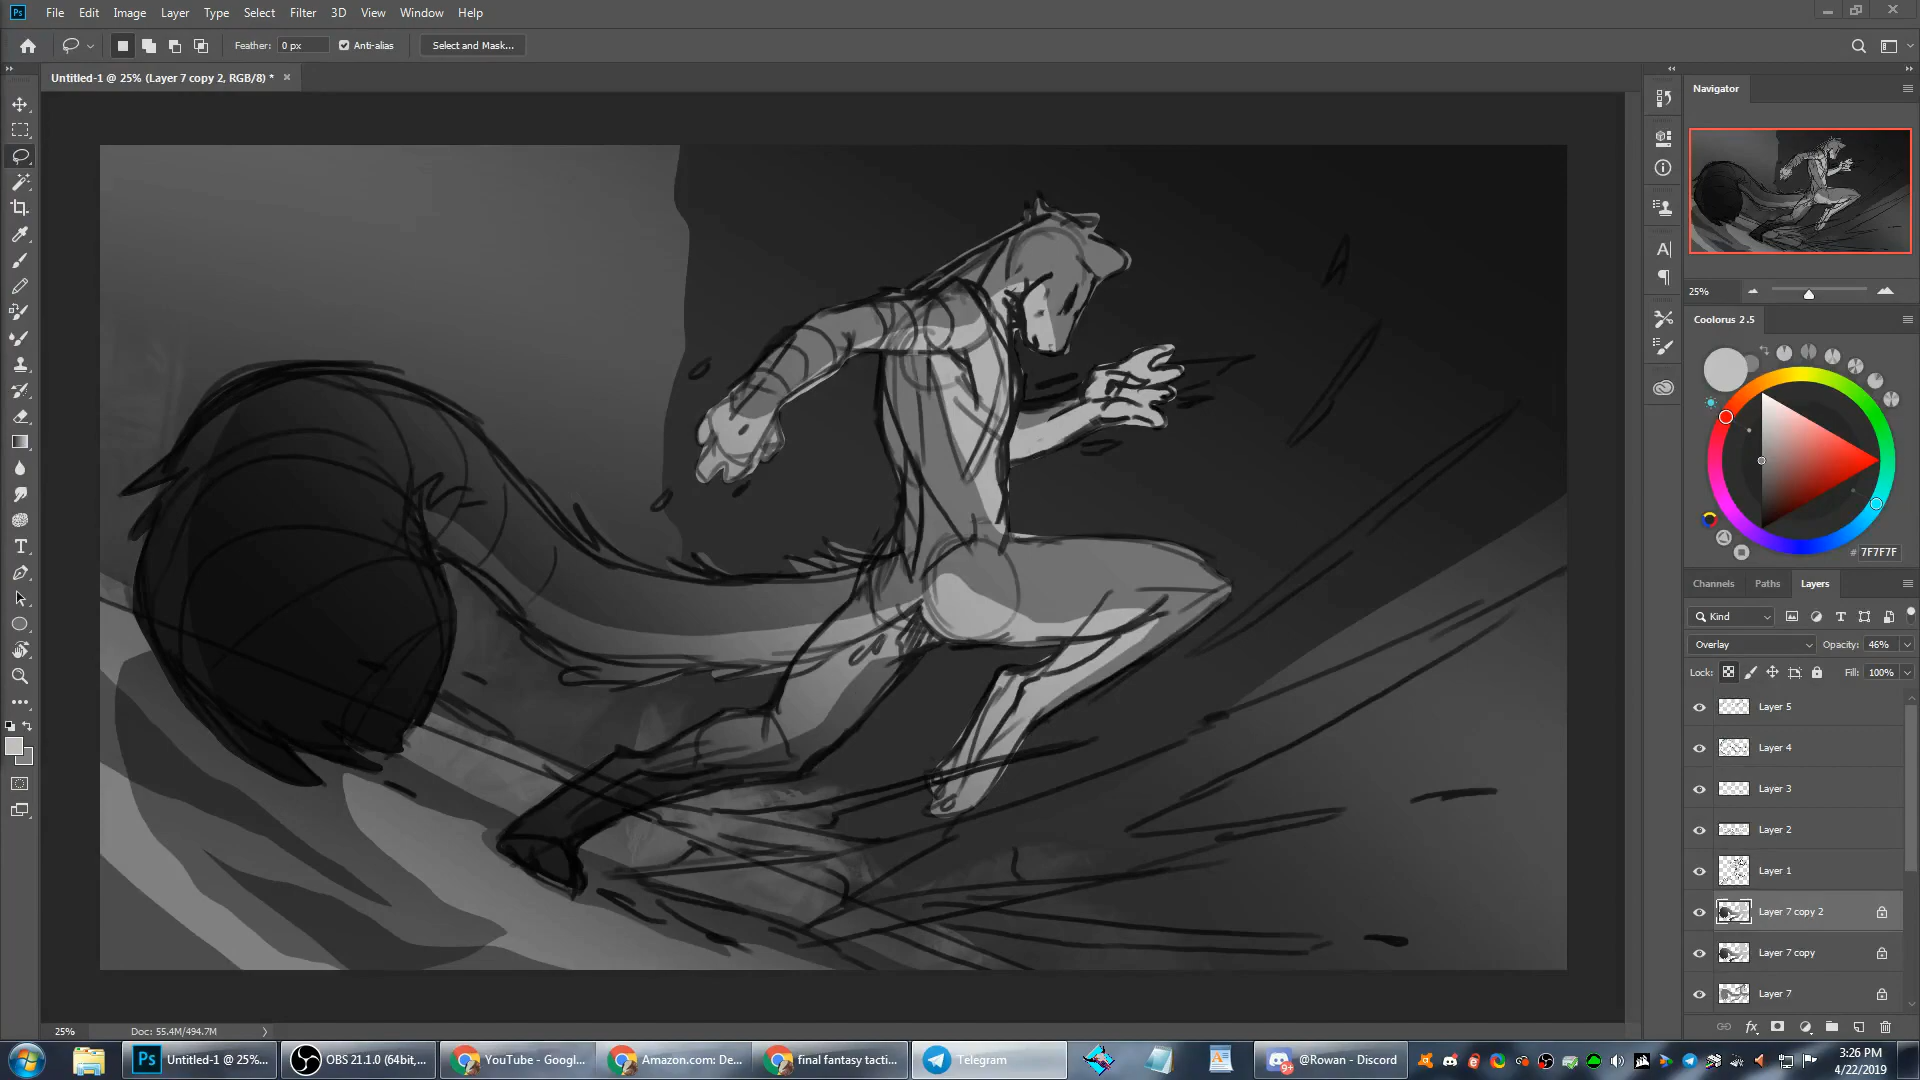 Ps File Edit Image Layer Type Select Filter 3D View Window Help
Feather: 0 px Anti-alias Select and Mask...
Untitled-1 @ 25% (Layer 7 copy 2, RGB/8) *
Navigator
25%
Coolorus 2.5
# 7F7F7F
Channels Paths Layers
Kind
Overlay Opacity: 46%
Lock: Fill: 100%
Layer 5
Layer 4
Layer 3
Layer 2
Layer 1
Layer 7 copy 2
Layer 7 copy
Layer 7
25% Doc: 55.4M/494.7M
Ps Untitled-1 @ 25%... OBS 21.1.0 (64bit,... YouTube - Googl... Amazon.com: De... final fantasy tacti... Telegram @Rowan - Discord
9+
3:26 PM
4/22/2019